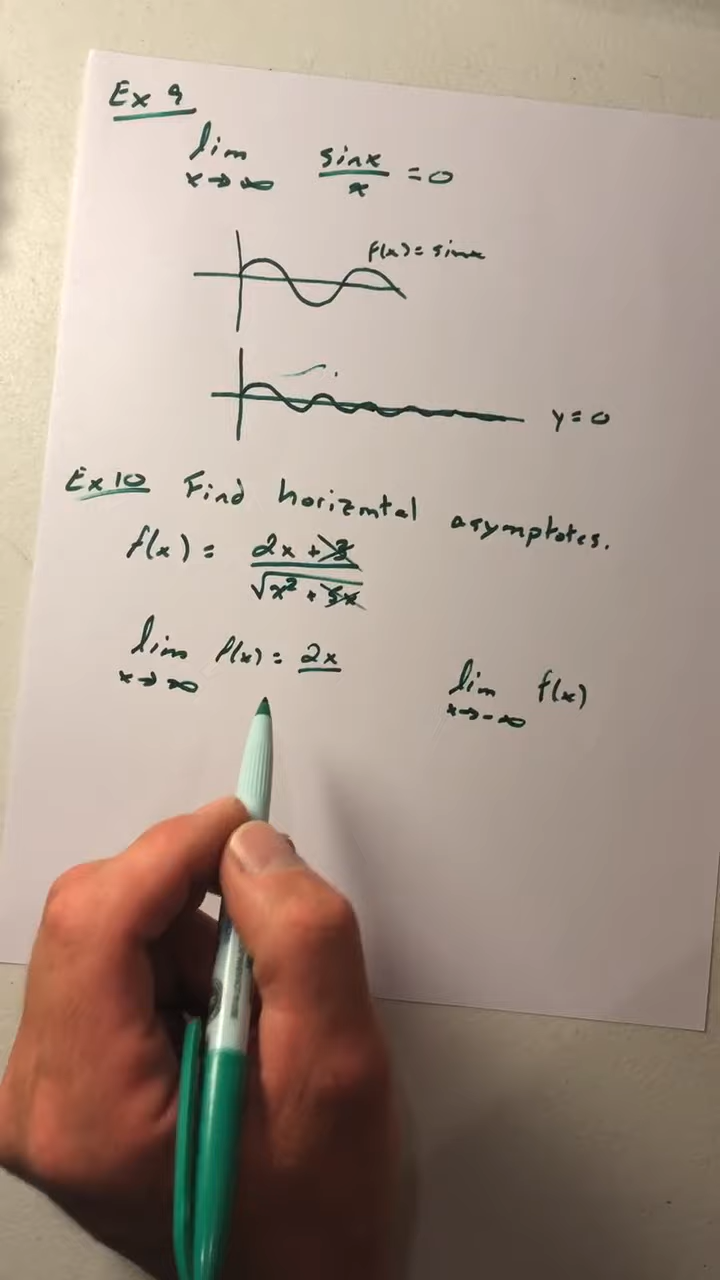 Ex 9
lim x→∞ sinx/x = 0
f(x) = sinx
y = 0
Ex 10 Find horizontal asymptotes.
f(x) = 2x + 3/√x² + 5x
lim x→∞ f(x) = 2x
lim x→-∞ f(x)